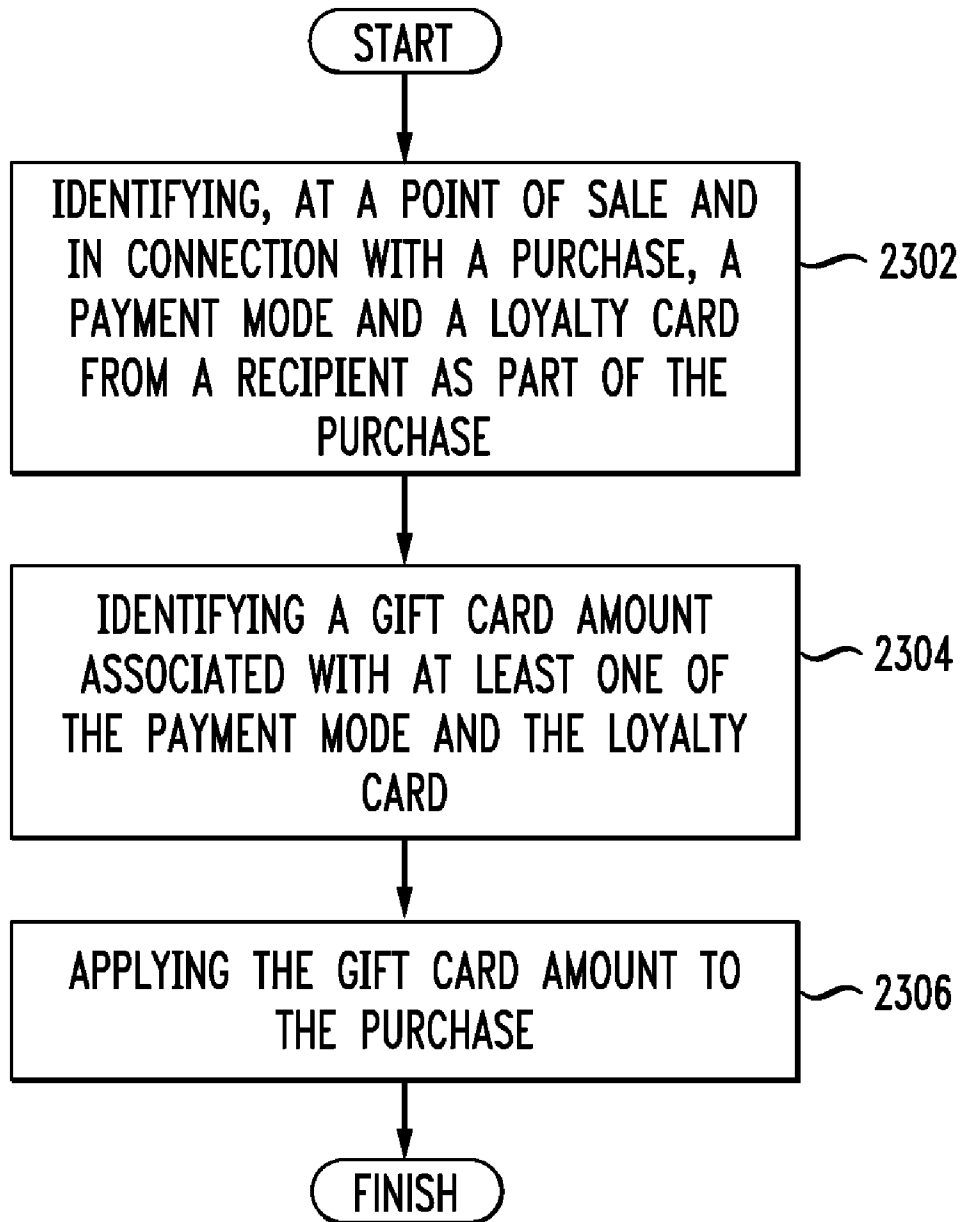 START
IDENTIFYING, AT A POINT OF SALE AND
IN CONNECTION WITH A PURCHASE, A
PAYMENT MODE AND A LOYALTY CARD
FROM A RECIPIENT AS PART OF THE
PURCHASE
2302
IDENTIFYING A GIFT CARD AMOUNT
ASSOCIATED WITH AT LEAST ONE OF
THE PAYMENT MODE AND THE LOYALTY
CARD
2304
APPLYING THE GIFT CARD AMOUNT TO
THE PURCHASE
2306
FINISH